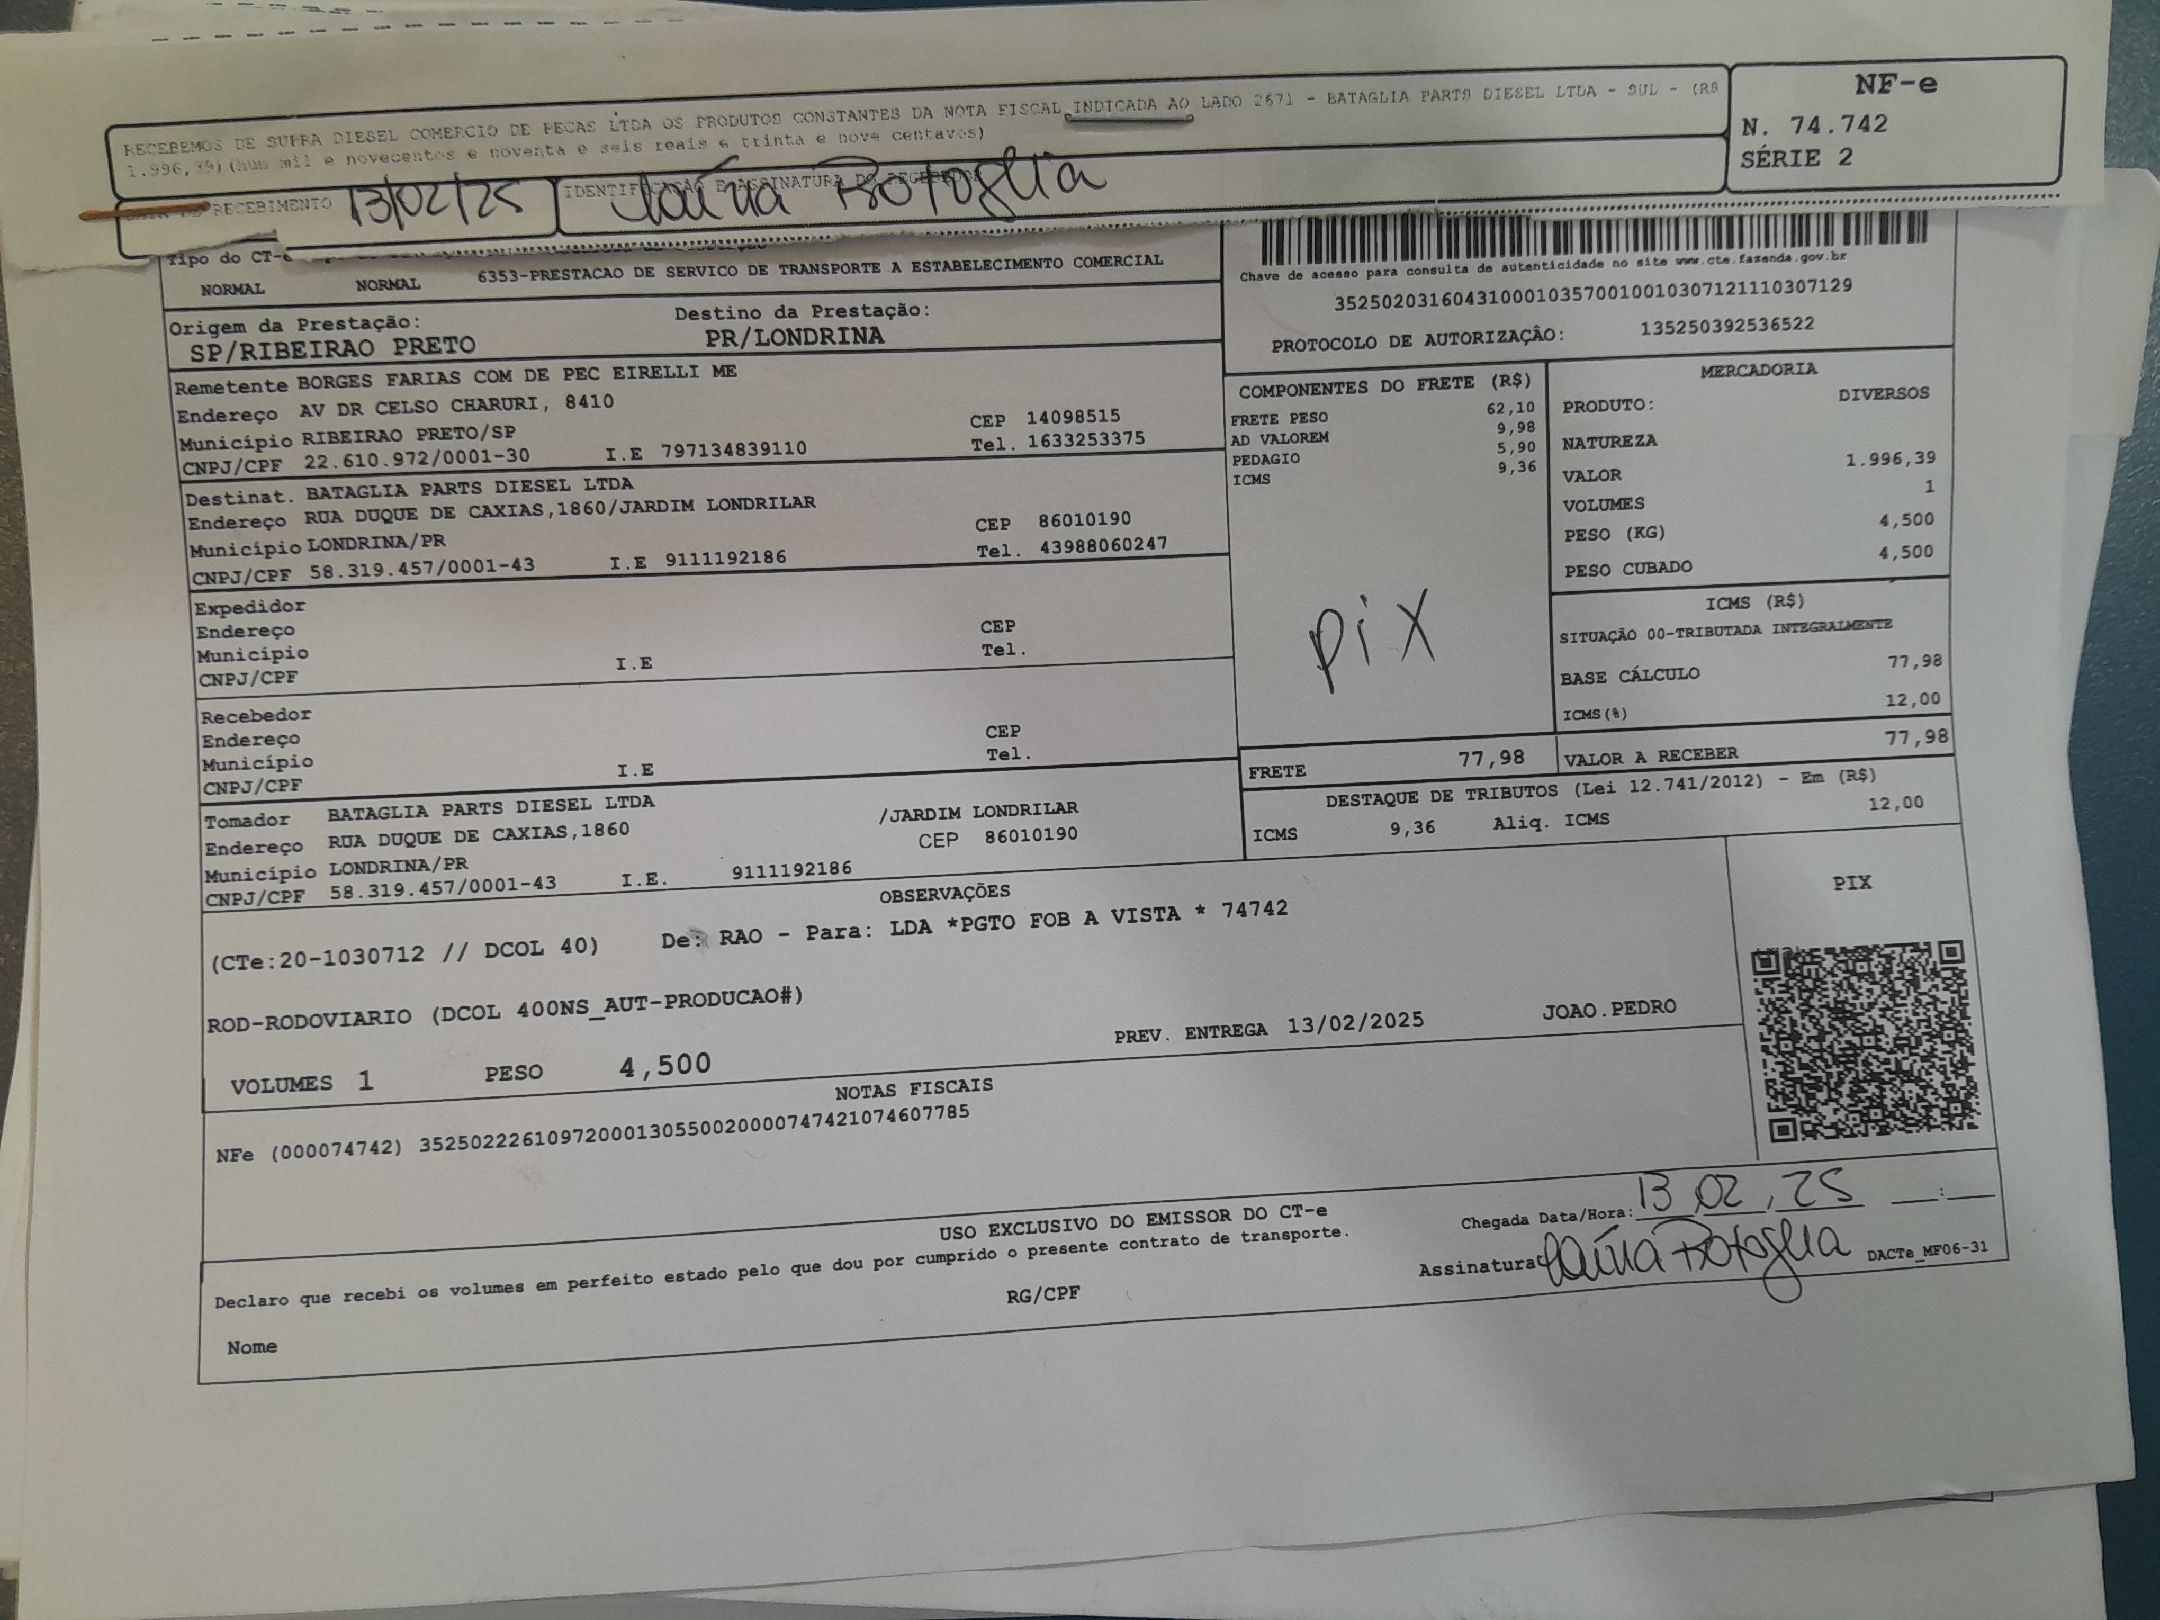 RECEBEMOS DE SUPRA DIESEL COMERCIO DE PECAS LTDA OS PRODUTOS CONSTANTES DA NOTA FISCAL INDICADA AO LADO 2671 - BATAGLIA PARTS DIESEL LTDA - SUL - (R$
1.996,39)(hum mil e novecentos e noventa e seis reais e trinta e nove centavos)
RECEBIMENTO 13/02/25
IDENTIFICAÇÃO E ASSINATURA DO RECEBEDOR
NF-e
N. 74.742
SÉRIE 2
Tipo do CT-e
NORMAL NORMAL 6353-PRESTACAO DE SERVICO DE TRANSPORTE A ESTABELECIMENTO COMERCIAL
Chave de acesso para consulta de autenticidade no site www.cte.fazenda.gov.br
35250203160431000103570010010307121110307129
PROTOCOLO DE AUTORIZAÇÂO: 135250392536522
Origem da Prestação: Destino da Prestação:
SP/RIBEIRAO PRETO PR/LONDRINA
Remetente BORGES FARIAS COM DE PEC EIRELLI ME
Endereço AV DR CELSO CHARURI, 8410
Município RIBEIRAO PRETO/SP CEP 14098515
CNPJ/CPF 22.610.972/0001-30 I.E 797134839110 Tel. 1633253375
Destinat. BATAGLIA PARTS DIESEL LTDA
Endereço RUA DUQUE DE CAXIAS,1860/JARDIM LONDRILAR
Município LONDRINA/PR CEP 86010190
CNPJ/CPF 58.319.457/0001-43 I.E 9111192186 Tel. 43988060247
Expedidor
Endereço
Município CEP
CNPJ/CPF I.E Tel.
Recebedor
Endereço
Município CEP
CNPJ/CPF I.E Tel.
Tomador BATAGLIA PARTS DIESEL LTDA
Endereço RUA DUQUE DE CAXIAS,1860 /JARDIM LONDRILAR
Município LONDRINA/PR CEP 86010190
CNPJ/CPF 58.319.457/0001-43 I.E. 9111192186
COMPONENTES DO FRETE (R$)
FRETE PESO 62,10
AD VALOREM 9,98
PEDAGIO 5,90
ICMS 9,36
PiX
FRETE 77,98
MERCADORIA
PRODUTO: DIVERSOS
NATUREZA
VALOR 1.996,39
VOLUMES 1
PESO (KG) 4,500
PESO CUBADO 4,500
ICMS (R$)
SITUAÇÃO 00-TRIBUTADA INTEGRALMENTE
BASE CÁLCULO 77,98
ICMS(%) 12,00
VALOR A RECEBER 77,98
DESTAQUE DE TRIBUTOS (Lei 12.741/2012) - Em (R$)
ICMS 9,36 Aliq. ICMS 12,00
OBSERVAÇÕES
(CTe:20-1030712 // DCOL 40) De: RAO - Para: LDA *PGTO FOB A VISTA * 74742
ROD-RODOVIARIO (DCOL 400NS_AUT-PRODUCAO#)
PREV. ENTREGA 13/02/2025 JOAO.PEDRO
VOLUMES 1 PESO 4,500
PIX
NOTAS FISCAIS
NFe (000074742) 35250222610972000130550020000747421074607785
USO EXCLUSIVO DO EMISSOR DO CT-e
Declaro que recebi os volumes em perfeito estado pelo que dou por cumprido o presente contrato de transporte.
Nome RG/CPF
Chegada Data/Hora: 13 02 25 __:__
Assinatura
DACTe_MF06-31